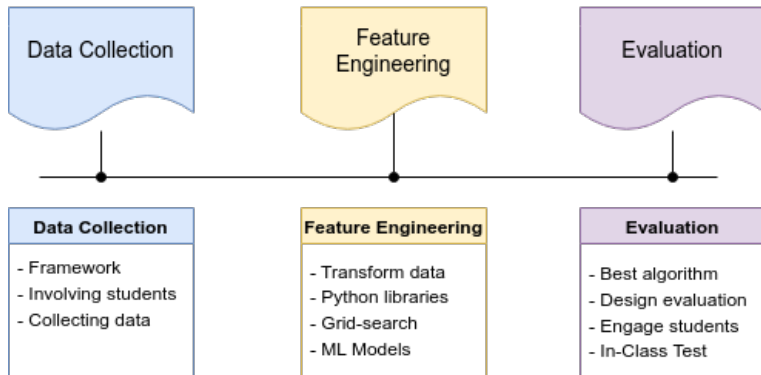 Data Collection
Feature
Engineering
Evaluation
Data Collection
- Framework
- Involving students
- Collecting data
Feature Engineering
- Transform data
- Python libraries
- Grid-search
- ML Models
Evaluation
- Best algorithm
- Design evaluation
- Engage students
- In-Class Test